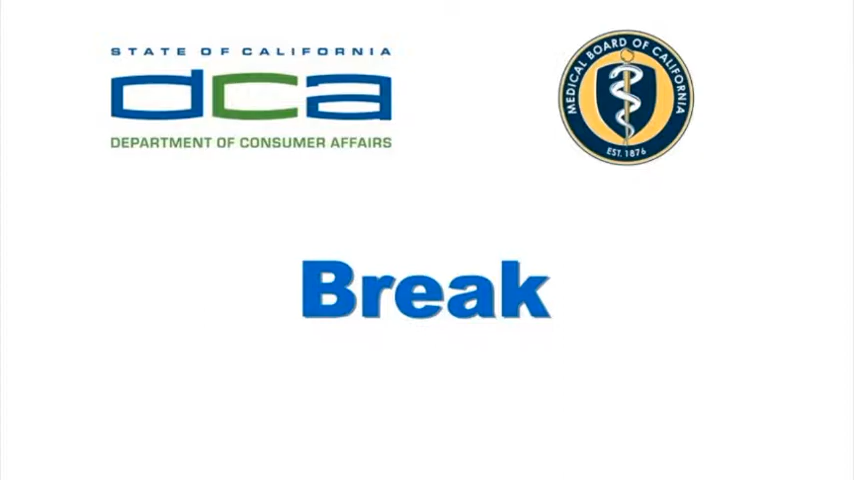 STATE OF CALIFORNIA
dca
DEPARTMENT OF CONSUMER AFFAIRS
MEDICAL BOARD OF CALIFORNIA
EST. 1876
Break